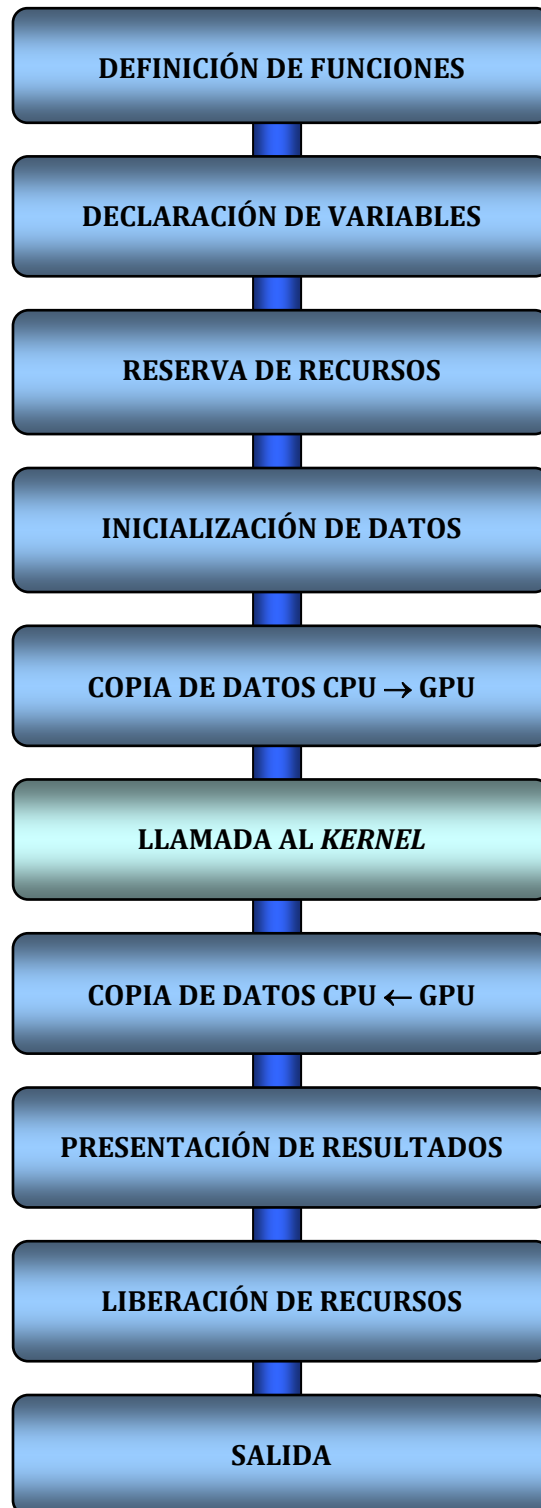 DEFINICIÓN DE FUNCIONES
DECLARACIÓN DE VARIABLES
RESERVA DE RECURSOS
INICIALIZACIÓN DE DATOS
COPIA DE DATOS CPU → GPU
LLAMADA AL KERNEL
COPIA DE DATOS CPU ← GPU
PRESENTACIÓN DE RESULTADOS
LIBERACIÓN DE RECURSOS
SALIDA